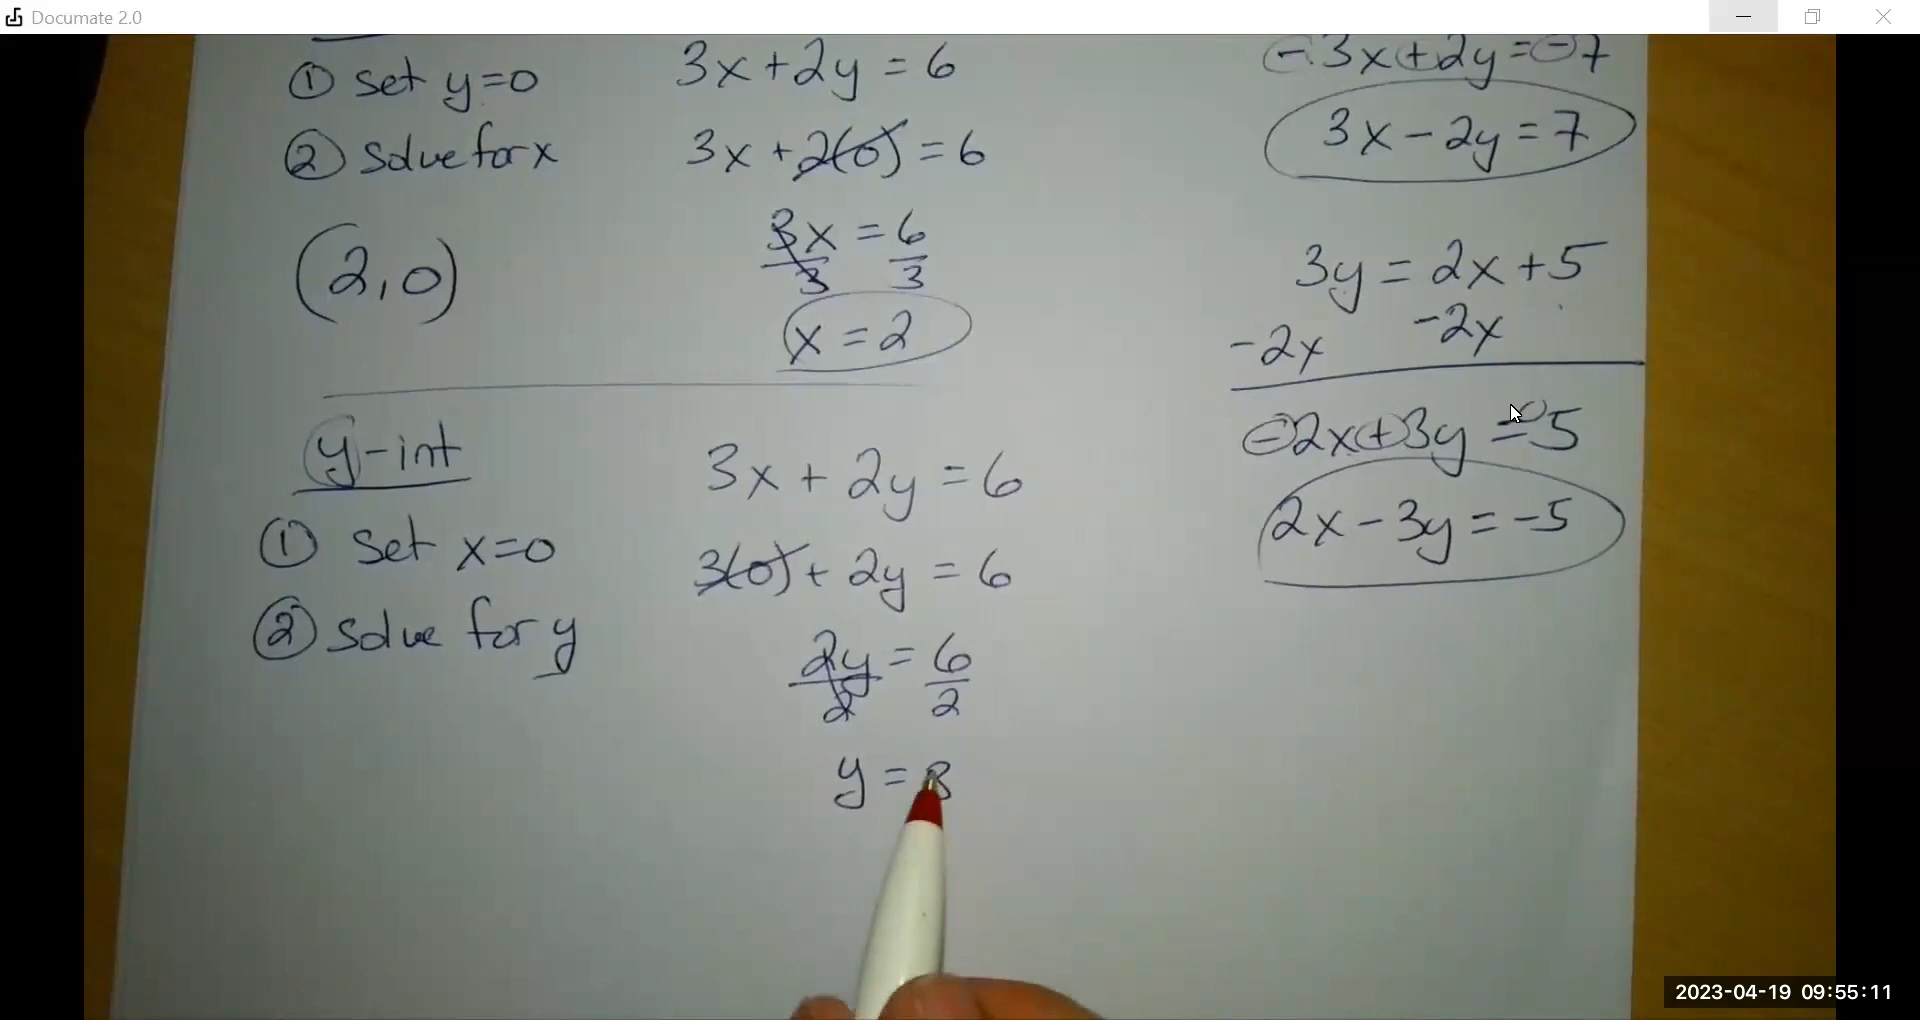 Documate 2.0
① set y=0
② solve for x
(2,0)
3x+2y = 6
3x + 2(0) = 6
3x = 6
3 3
x = 2
-3x+2y=-7
3x-2y=7
3y = 2x+5
-2x -2x
-2x+3y = 5
2x-3y=-5
y-int
① set x=0
② solve for y
3x + 2y = 6
3(0) + 2y = 6
2y = 6
2 2
y =
2023-04-19 09:55:11